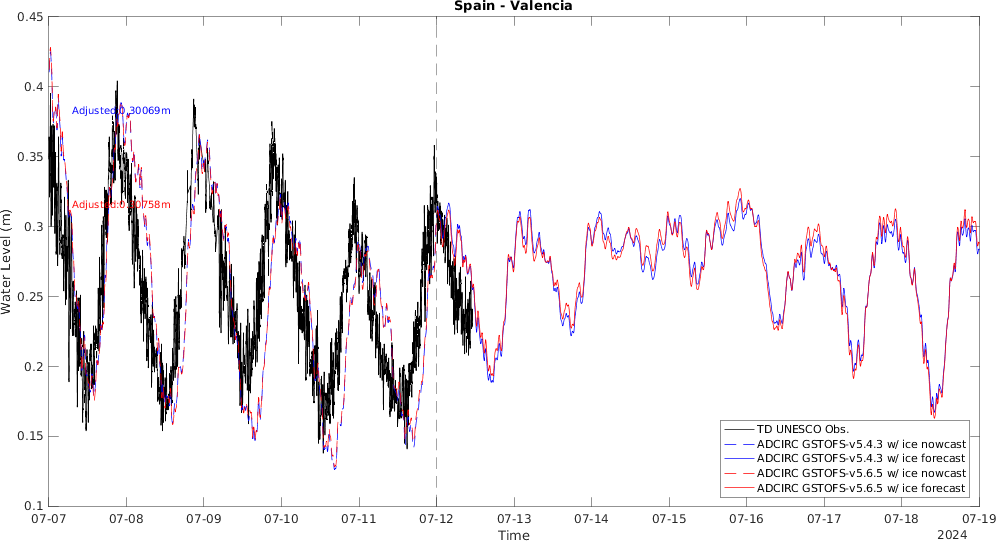 Spain - Valencia
Water Level (m)
0.45
0.4
0.35
0.3
0.25
0.2
0.15
0.1
Adjusted:0.30069m
TD UNESCO Obs.
ADCIRC GSTOFS-v5.4.3 w/ ice nowcast
ADCIRC GSTOFS-v5.4.3 w/ ice forecast
ADCIRC GSTOFS-v5.6.5 w/ ice nowcast
ADCIRC GSTOFS-v5.6.5 w/ ice forecast
07-07 07-08 07-09 07-10 07-11 07-12 07-13 07-14 07-15 07-16 07-17 07-18 07-19
Time
2024